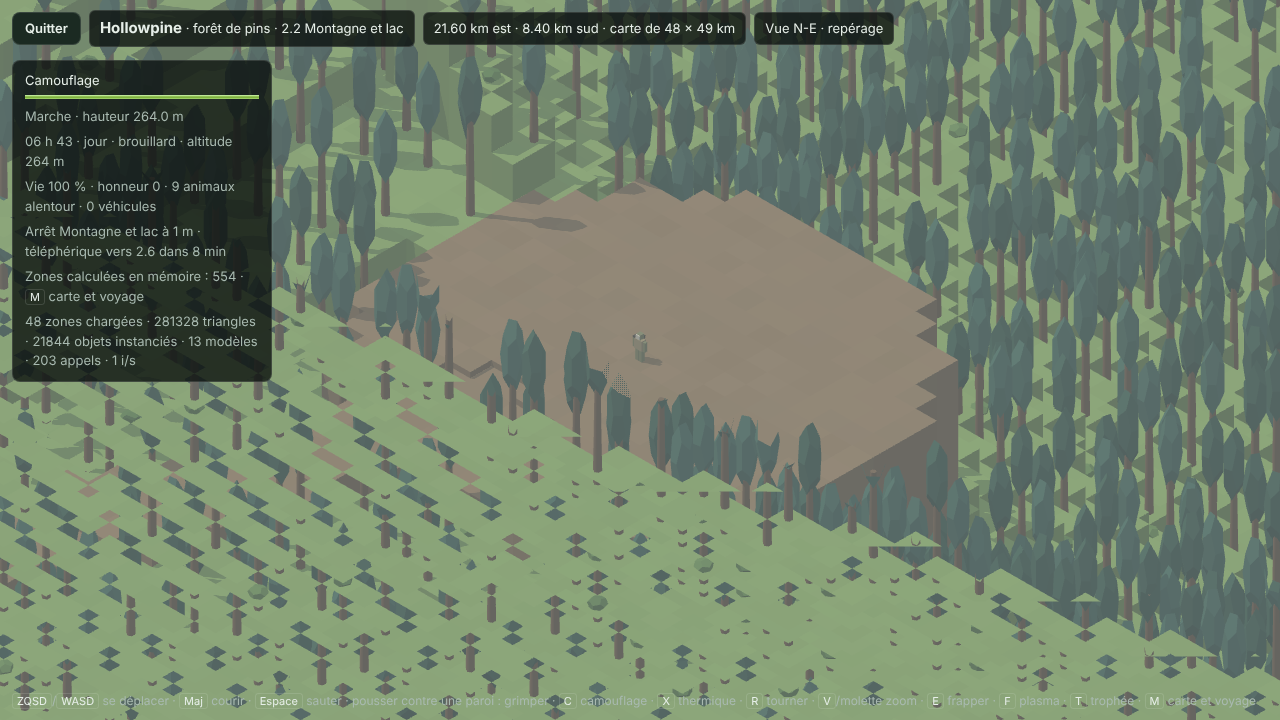 Quitter
Hollowpine · forêt de pins · 2.2 Montagne et lac
21.60 km est · 8.40 km sud · carte de 48 × 49 km
Vue N-E · repérage
Camouflage
Marche · hauteur 264.0 m
06 h 43 · jour · brouillard · altitude
264 m
Vie 100 % · honneur 0 · 9 animaux
alentour · 0 véhicules
Arrêt Montagne et lac à 1 m ·
téléphérique vers 2.6 dans 8 min
Zones calculées en mémoire : 554 ·
M carte et voyage
48 zones chargées · 281328 triangles
· 21844 objets instanciés · 13 modèles
· 203 appels · 1 i/s
ZQSD / WASD se déplacer · Maj courir · Espace sauter · pousser contre une paroi : grimper · C camouflage · X thermique · R tourner · V /molette zoom · E frapper · F plasma · T trophée · M carte et voyage